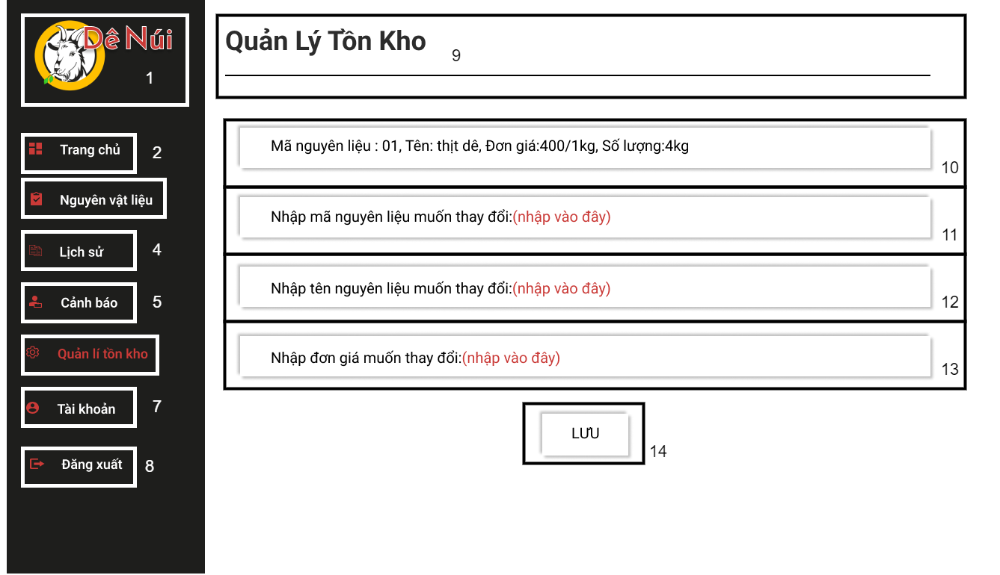 Dê Núi
1
Trang chủ
2
Nguyên vật liệu
Lịch sử
4
Cảnh báo
5
Quản lí tồn kho
Tài khoản
7
Đăng xuất
8
Quản Lý Tồn Kho
9
Mã nguyên liệu : 01, Tên: thịt dê, Đơn giá:400/1kg, Số lượng:4kg
10
Nhập mã nguyên liệu muốn thay đổi:(nhập vào đây)
11
Nhập tên nguyên liệu muốn thay đổi:(nhập vào đây)
12
Nhập đơn giá muốn thay đổi:(nhập vào đây)
13
LƯU
14